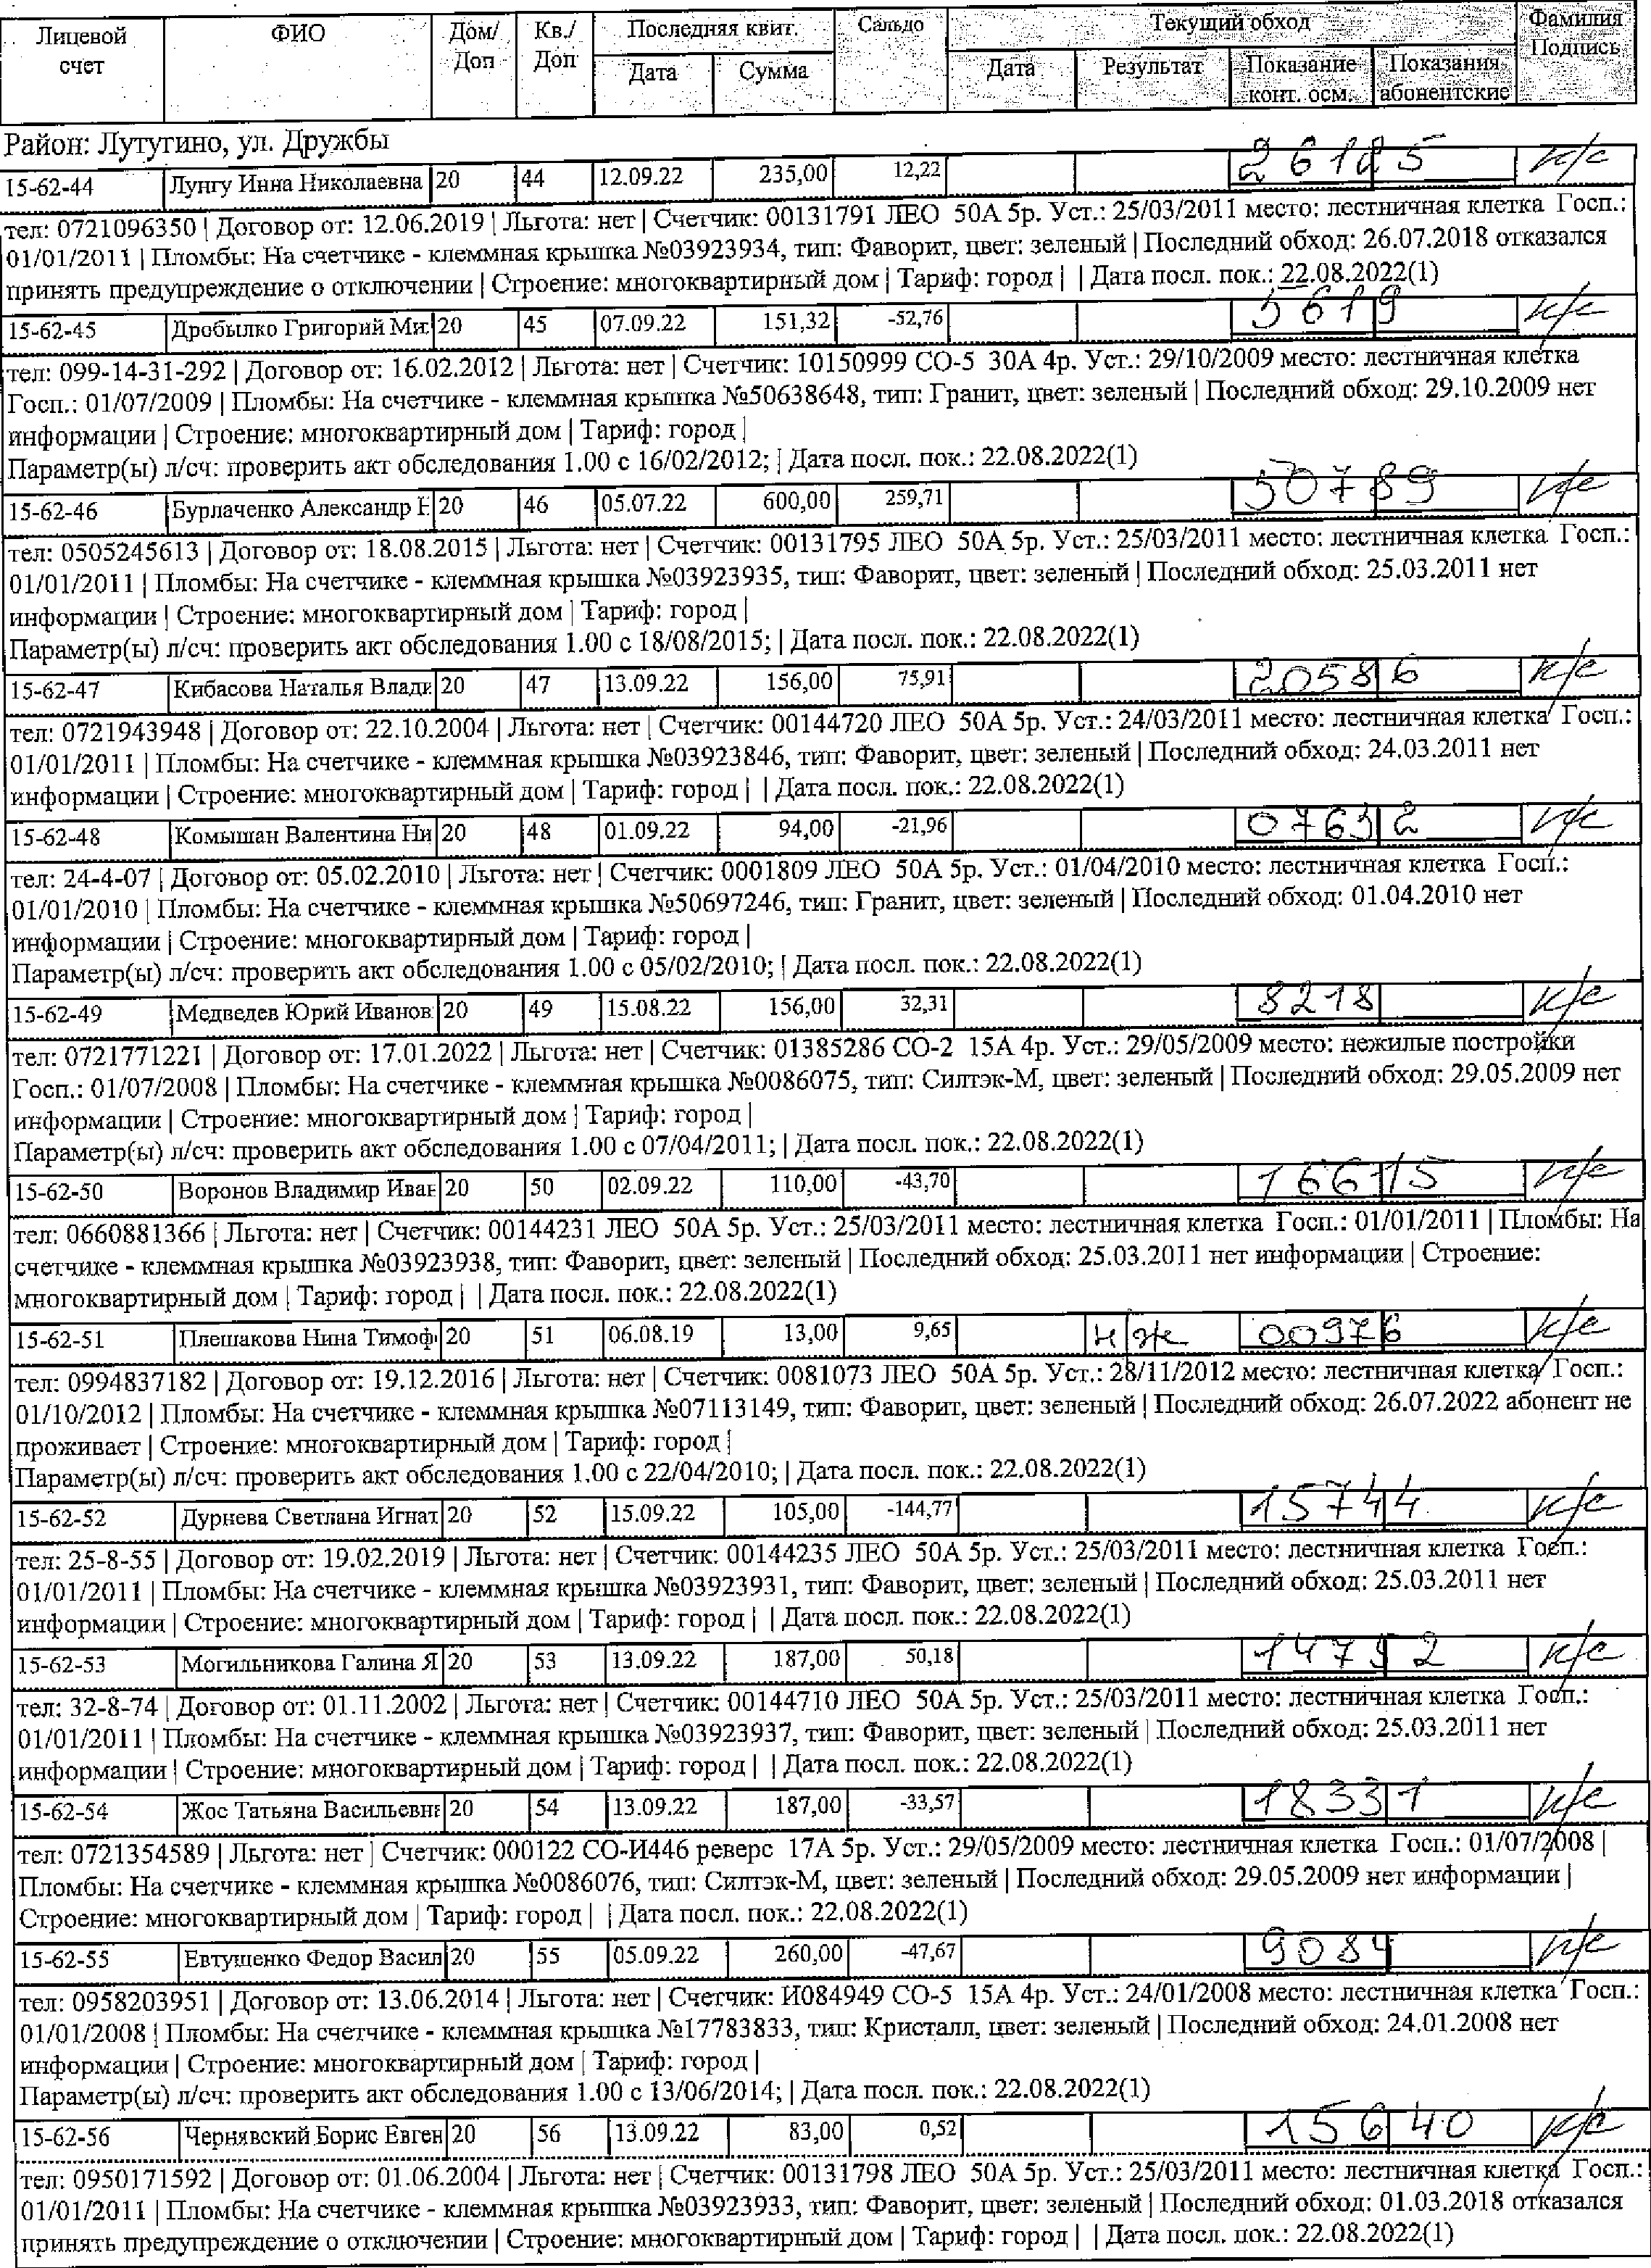 Лицевой счет ФИО Дом/ Доп Кв./ Доп Последняя квит. Дата Сумма Сальдо Текущий обход Дата Результат Показание конт. осм. Показания абонентские Фамилия Подпись
Район: Лутугино, ул. Дружбы
15-62-44 Лунгу Инна Николаевна 20 44 12.09.22 235,00 12,22 26125 к/с
тел: 0721096350 | Договор от: 12.06.2019 | Льгота: нет | Счетчик: 00131791 ЛЕО 50А 5р. Уст.: 25/03/2011 место: лестничная клетка Госп.:
01/01/2011 | Пломбы: На счетчике - клеммная крышка №03923934, тип: Фаворит, цвет: зеленый | Последний обход: 26.07.2018 отказался
принять предупреждение о отключении | Строение: многоквартирный дом | Тариф: город | | Дата посл. пок.: 22.08.2022(1)
15-62-45 Дробылко Григорий Ми 20 45 07.09.22 151,32 -52,76 5619 к/с
тел: 099-14-31-292 | Договор от: 16.02.2012 | Льгота: нет | Счетчик: 10150999 СО-5 30А 4р. Уст.: 29/10/2009 место: лестничная клетка
Госп.: 01/07/2009 | Пломбы: На счетчике - клеммная крышка №50638648, тип: Гранит, цвет: зеленый | Последний обход: 29.10.2009 нет
информации | Строение: многоквартирный дом | Тариф: город |
Параметр(ы) л/сч: проверить акт обследования 1.00 с 16/02/2012; | Дата посл. пок.: 22.08.2022(1)
15-62-46 Бурлаченко Александр Н 20 46 05.07.22 600,00 259,71 50789 к/с
тел: 0505245613 | Договор от: 18.08.2015 | Льгота: нет | Счетчик: 00131795 ЛЕО 50А 5р. Уст.: 25/03/2011 место: лестничная клетка Госп.:
01/01/2011 | Пломбы: На счетчике - клеммная крышка №03923935, тип: Фаворит, цвет: зеленый | Последний обход: 25.03.2011 нет
информации | Строение: многоквартирный дом | Тариф: город |
Параметр(ы) л/сч: проверить акт обследования 1.00 с 18/08/2015; | Дата посл. пок.: 22.08.2022(1)
15-62-47 Кибасова Наталья Влади 20 47 13.09.22 156,00 75,91 20586 к/с
тел: 0721943948 | Договор от: 22.10.2004 | Льгота: нет | Счетчик: 00144720 ЛЕО 50А 5р. Уст.: 24/03/2011 место: лестничная клетка Госп.:
01/01/2011 | Пломбы: На счетчике - клеммная крышка №03923846, тип: Фаворит, цвет: зеленый | Последний обход: 24.03.2011 нет
информации | Строение: многоквартирный дом | Тариф: город | | Дата посл. пок.: 22.08.2022(1)
15-62-48 Комышан Валентина Ни 20 48 01.09.22 94,00 -21,96 07632 к/с
тел: 24-4-07 | Договор от: 05.02.2010 | Льгота: нет | Счетчик: 0001809 ЛЕО 50А 5р. Уст.: 01/04/2010 место: лестничная клетка Госп.:
01/01/2010 | Пломбы: На счетчике - клеммная крышка №50697246, тип: Гранит, цвет: зеленый | Последний обход: 01.04.2010 нет
информации | Строение: многоквартирный дом | Тариф: город |
Параметр(ы) л/сч: проверить акт обследования 1.00 с 05/02/2010; | Дата посл. пок.: 22.08.2022(1)
15-62-49 Медведев Юрий Иванов 20 49 15.08.22 156,00 32,31 8218 к/с
тел: 0721771221 | Договор от: 17.01.2022 | Льгота: нет | Счетчик: 01385286 СО-2 15А 4р. Уст.: 29/05/2009 место: нежилые постройки
Госп.: 01/07/2008 | Пломбы: На счетчике - клеммная крышка №0086075, тип: Силтэк-М, цвет: зеленый | Последний обход: 29.05.2009 нет
информации | Строение: многоквартирный дом | Тариф: город |
Параметр(ы) л/сч: проверить акт обследования 1.00 с 07/04/2011; | Дата посл. пок.: 22.08.2022(1)
15-62-50 Воронов Владимир Иван 20 50 02.09.22 110,00 -43,70 16615 к/с
тел: 0660881366 | Льгота: нет | Счетчик: 00144231 ЛЕО 50А 5р. Уст.: 25/03/2011 место: лестничная клетка Госп.: 01/01/2011 | Пломбы: На
счетчике - клеммная крышка №03923938, тип: Фаворит, цвет: зеленый | Последний обход: 25.03.2011 нет информации | Строение:
многоквартирный дом | Тариф: город | | Дата посл. пок.: 22.08.2022(1)
15-62-51 Плешакова Нина Тимоф 20 51 06.08.19 13,00 9,65 н/ж 00976 к/с
тел: 0994837182 | Договор от: 19.12.2016 | Льгота: нет | Счетчик: 0081073 ЛЕО 50А 5р. Уст.: 28/11/2012 место: лестничная клетка Госп.:
01/10/2012 | Пломбы: На счетчике - клеммная крышка №07113149, тип: Фаворит, цвет: зеленый | Последний обход: 26.07.2022 абонент не
проживает | Строение: многоквартирный дом | Тариф: город |
Параметр(ы) л/сч: проверить акт обследования 1.00 с 22/04/2010; | Дата посл. пок.: 22.08.2022(1)
15-62-52 Дурнева Светлана Игнат 20 52 15.09.22 105,00 -144,77 15744 к/с
тел: 25-8-55 | Договор от: 19.02.2019 | Льгота: нет | Счетчик: 00144235 ЛЕО 50А 5р. Уст.: 25/03/2011 место: лестничная клетка Госп.:
01/01/2011 | Пломбы: На счетчике - клеммная крышка №03923931, тип: Фаворит, цвет: зеленый | Последний обход: 25.03.2011 нет
информации | Строение: многоквартирный дом | Тариф: город | | Дата посл. пок.: 22.08.2022(1)
15-62-53 Могильникова Галина Я 20 53 13.09.22 187,00 50,18 к/с
тел: 32-8-74 | Договор от: 01.11.2002 | Льгота: нет | Счетчик: 00144710 ЛЕО 50А 5р. Уст.: 25/03/2011 место: лестничная клетка Госп.:
01/01/2011 | Пломбы: На счетчике - клеммная крышка №03923937, тип: Фаворит, цвет: зеленый | Последний обход: 25.03.2011 нет
информации | Строение: многоквартирный дом | Тариф: город | | Дата посл. пок.: 22.08.2022(1)
15-62-54 Жос Татьяна Васильевн 20 54 13.09.22 187,00 -33,57 18331 к/с
тел: 0721354589 | Льгота: нет | Счетчик: 000122 СО-И446 реверс 17А 5р. Уст.: 29/05/2009 место: лестничная клетка Госп.: 01/07/2008 |
Пломбы: На счетчике - клеммная крышка №0086076, тип: Силтэк-М, цвет: зеленый | Последний обход: 29.05.2009 нет информации |
Строение: многоквартирный дом | Тариф: город | | Дата посл. пок.: 22.08.2022(1)
15-62-55 Евтушенко Федор Васил 20 55 05.09.22 260,00 -47,67 9084 к/с
тел: 0958203951 | Договор от: 13.06.2014 | Льгота: нет | Счетчик: И084949 СО-5 15А 4р. Уст.: 24/01/2008 место: лестничная клетка Госп.:
01/01/2008 | Пломбы: На счетчике - клеммная крышка №17783833, тип: Кристалл, цвет: зеленый | Последний обход: 24.01.2008 нет
информации | Строение: многоквартирный дом | Тариф: город |
Параметр(ы) л/сч: проверить акт обследования 1.00 с 13/06/2014; | Дата посл. пок.: 22.08.2022(1)
15-62-56 Чернявский Борис Евген 20 56 13.09.22 83,00 0,52 15640 к/с
тел: 0950171592 | Договор от: 01.06.2004 | Льгота: нет | Счетчик: 00131798 ЛЕО 50А 5р. Уст.: 25/03/2011 место: лестничная клетка Госп.:
01/01/2011 | Пломбы: На счетчике - клеммная крышка №03923933, тип: Фаворит, цвет: зеленый | Последний обход: 01.03.2018 отказался
принять предупреждение о отключении | Строение: многоквартирный дом | Тариф: город | | Дата посл. пок.: 22.08.2022(1)